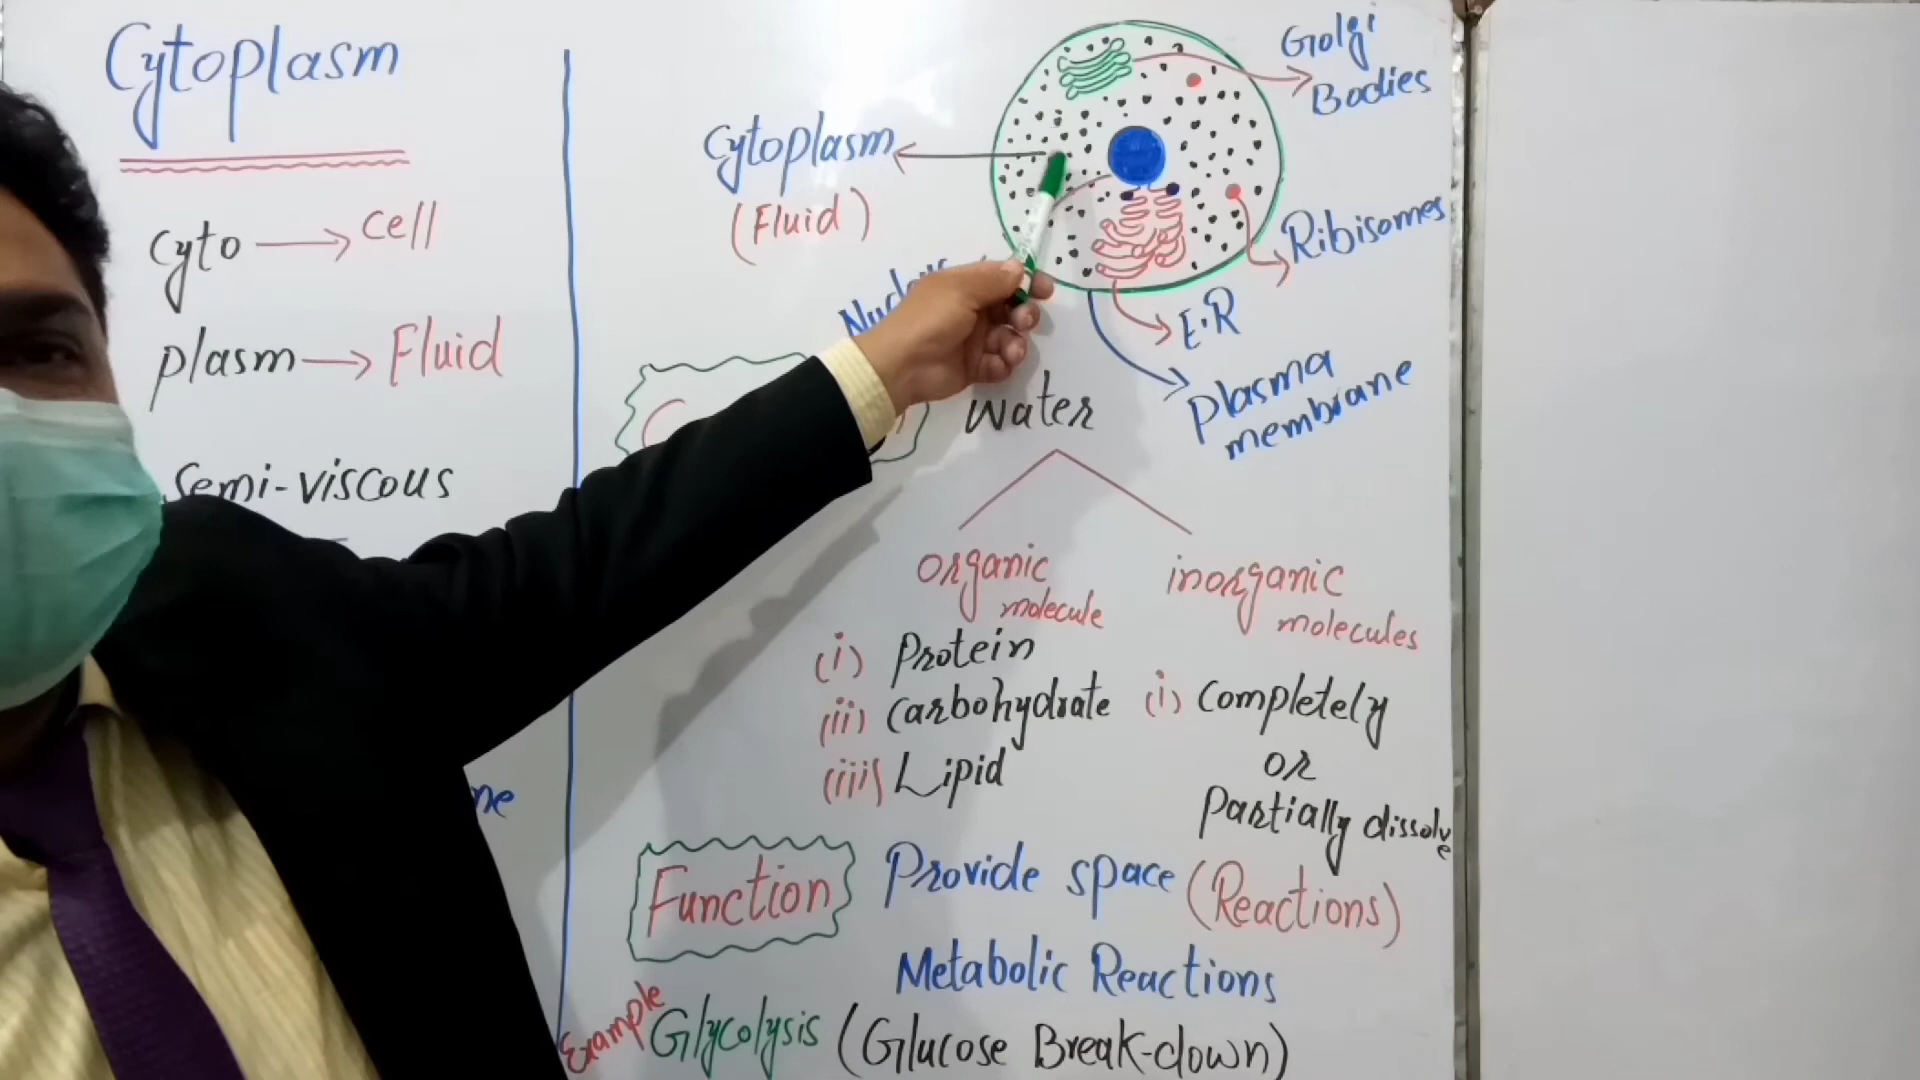 Cytoplasm
Cyto → Cell
Plasm → Fluid
Semi-viscous
Golgi
Bodies
Cytoplasm
(Fluid)
Ribisomes
E.R
Plasma
membrane
Water
organic
molecule
inorganic
molecules
(i) Protein
(ii) Carbohydrate
(iii) Lipid
(i) Completely
or
Partially dissolve
Function
Provide space (Reactions)
Metabolic Reactions
Example Glycolysis (Glucose Break-down)